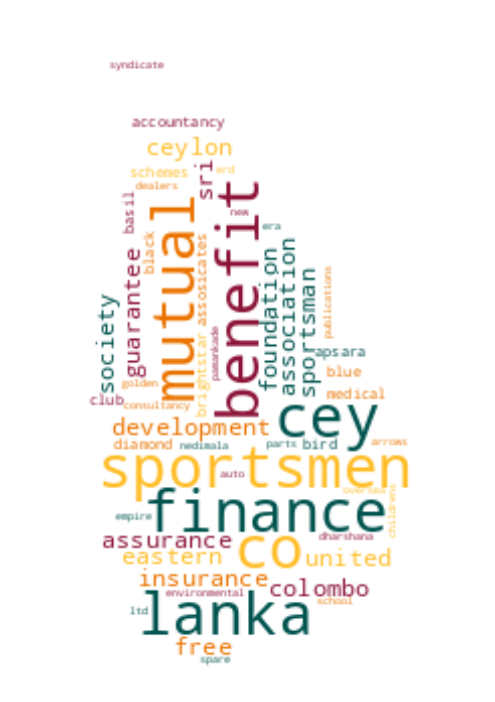 syndicate
accountancy
ceylon
schemes
erd
dealers
sri
basil
new
mutual
benefit
era
black
assosicates
guarantee
foundation
association
sportsman
publications
society
brightstar
pamankade
apsara
golden
blue
club
consultancy
medical
cey
development
diamond
nedimala
parts
bird
arrows
sportsmen
auto
overseas
childrens
finance
empire
assurance
co
dharshana
eastern
united
insurance
colombo
environmental
school
ltd
lanka
free
spare